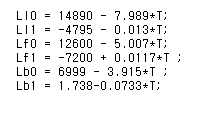 Ll0 = 14890 - 7.989*T;
Ll1 = -4795 - 0.013*T;
Lf0 = 12600 - 5.007*T;
Lf1 = -7200 + 0.0117*T ;
Lb0 = 6999 - 3.915*T ;
Lb1 = 1.738-0.0733*T;